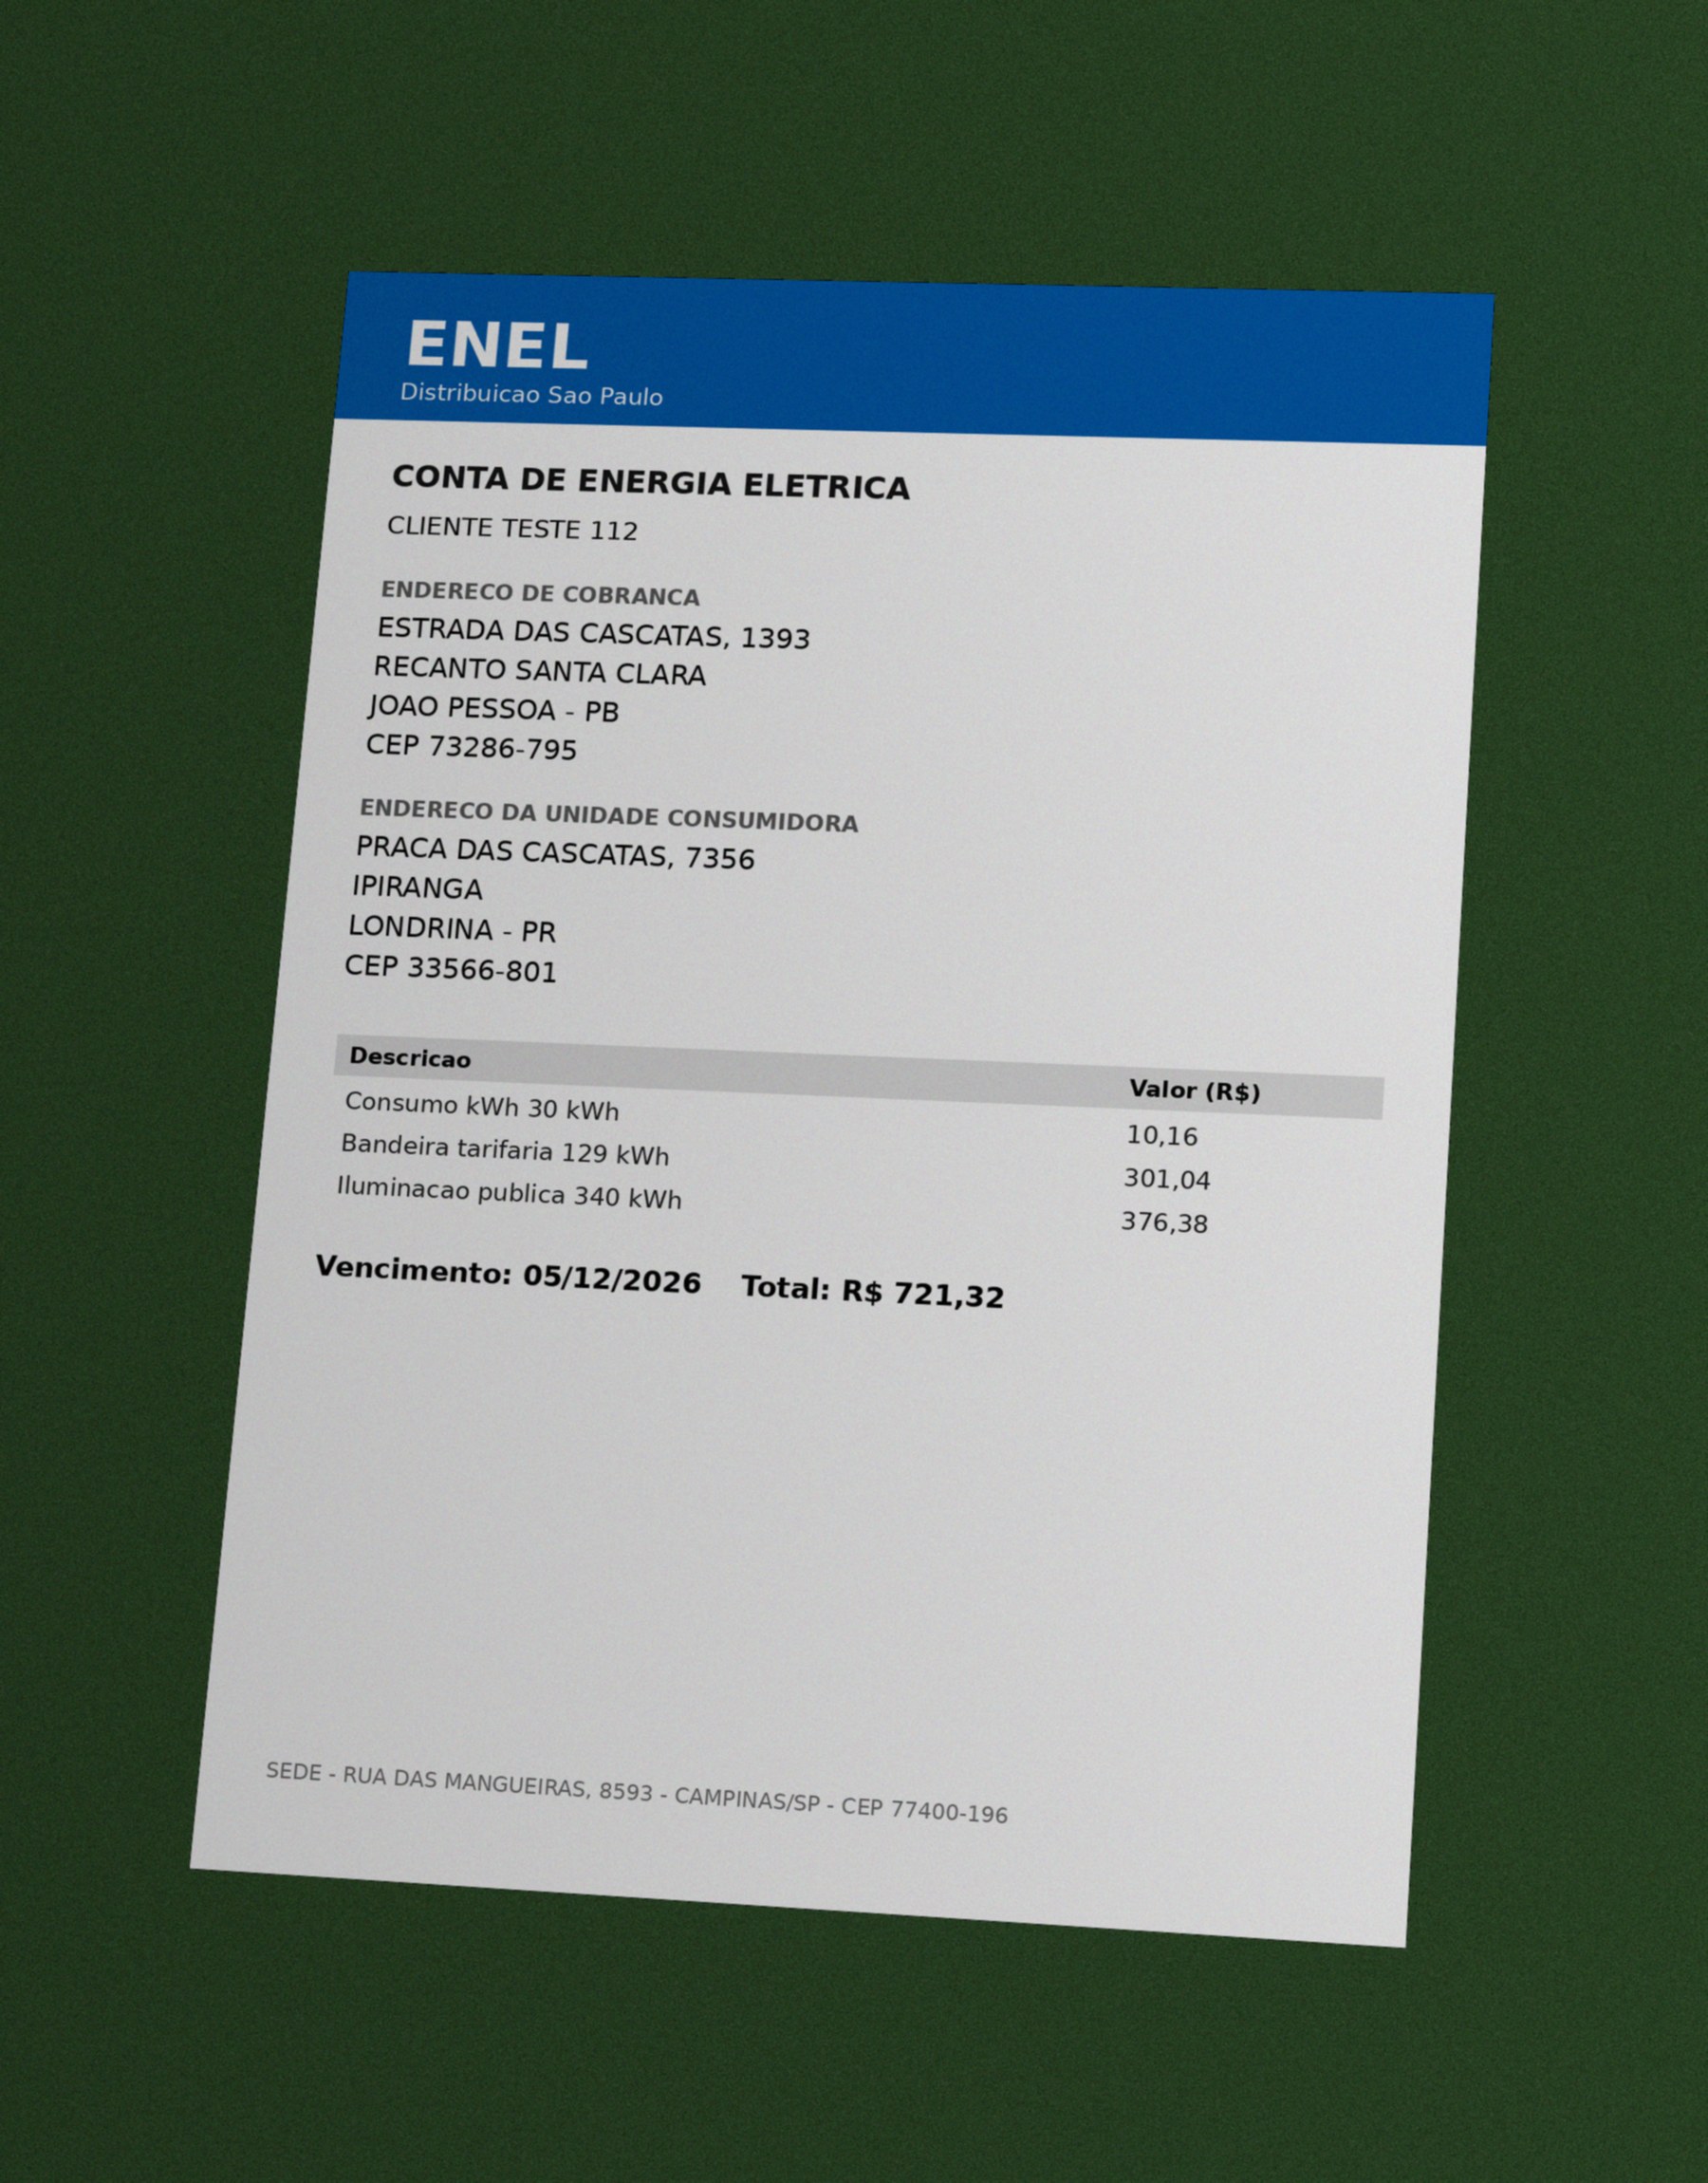 ENEL
Distribuicao Sao Paulo
CONTA DE ENERGIA ELETRICA
CLIENTE TESTE 112
ENDERECO DE COBRANCA
ESTRADA DAS CASCATAS, 1393
RECANTO SANTA CLARA
JOAO PESSOA - PB
CEP 73286-795
ENDERECO DA UNIDADE CONSUMIDORA
PRACA DAS CASCATAS, 7356
IPIRANGA
LONDRINA - PR
CEP 33566-801
Descricao Valor (R$)
Consumo kWh 30 kWh 10,16
Bandeira tarifaria 129 kWh 301,04
Iluminacao publica 340 kWh 376,38
Vencimento: 05/12/2026 Total: R$ 721,32
SEDE - RUA DAS MANGUEIRAS, 8593 - CAMPINAS/SP - CEP 77400-196